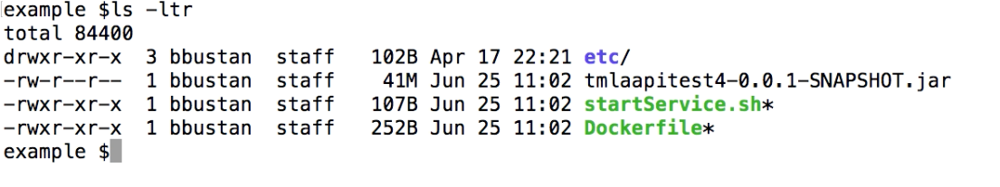 example $ls -ltr
total 84400
drwxr-xr-x  3 bbustan  staff   102B Apr 17 22:21 etc/
-rw-r--r--  1 bbustan  staff    41M Jun 25 11:02 tmlaapitest4-0.0.1-SNAPSHOT.jar
-rwxr-xr-x  1 bbustan  staff   107B Jun 25 11:02 startService.sh*
-rwxr-xr-x  1 bbustan  staff   252B Jun 25 11:02 Dockerfile*
example $